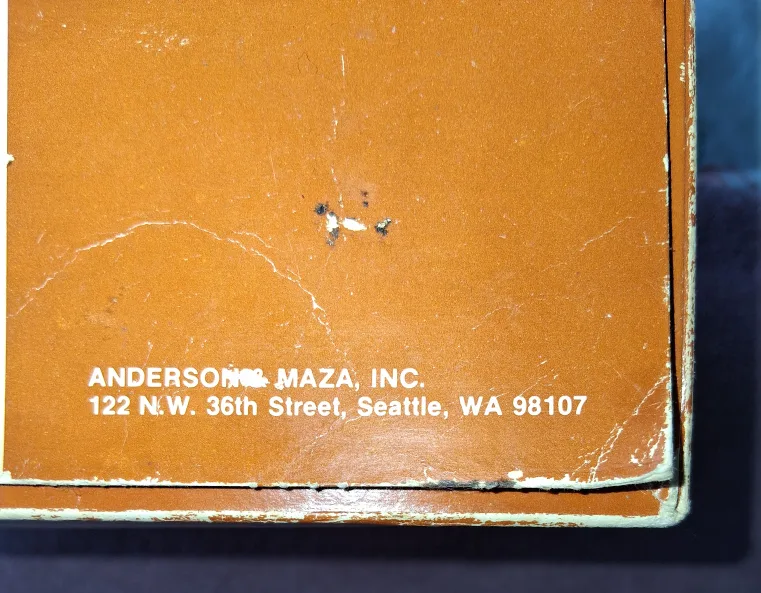 ANDERSON & MAZA, INC.
122 N.W. 36th Street, Seattle, WA 98107